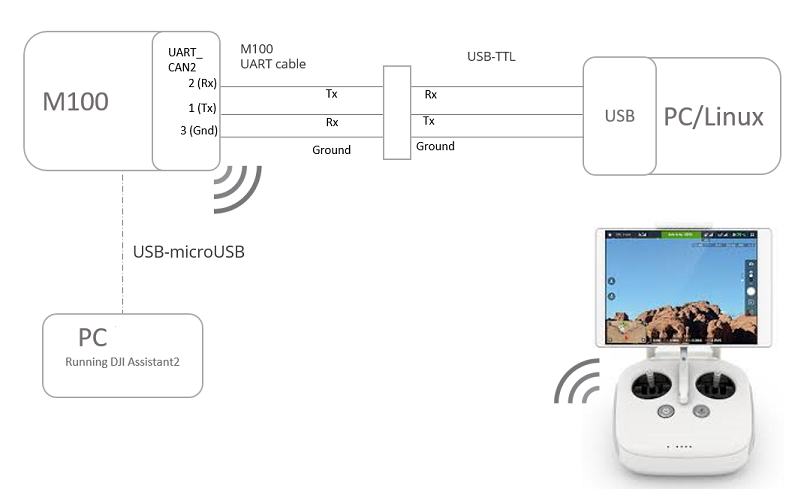 M100
UART_
CAN2
2 (Rx)
1 (Tx)
3 (Gnd)
M100
UART cable
Tx
Rx
Ground
USB-TTL
Rx
Tx
Ground
USB
PC/Linux
USB-microUSB
PC
Running DJI Assistant2